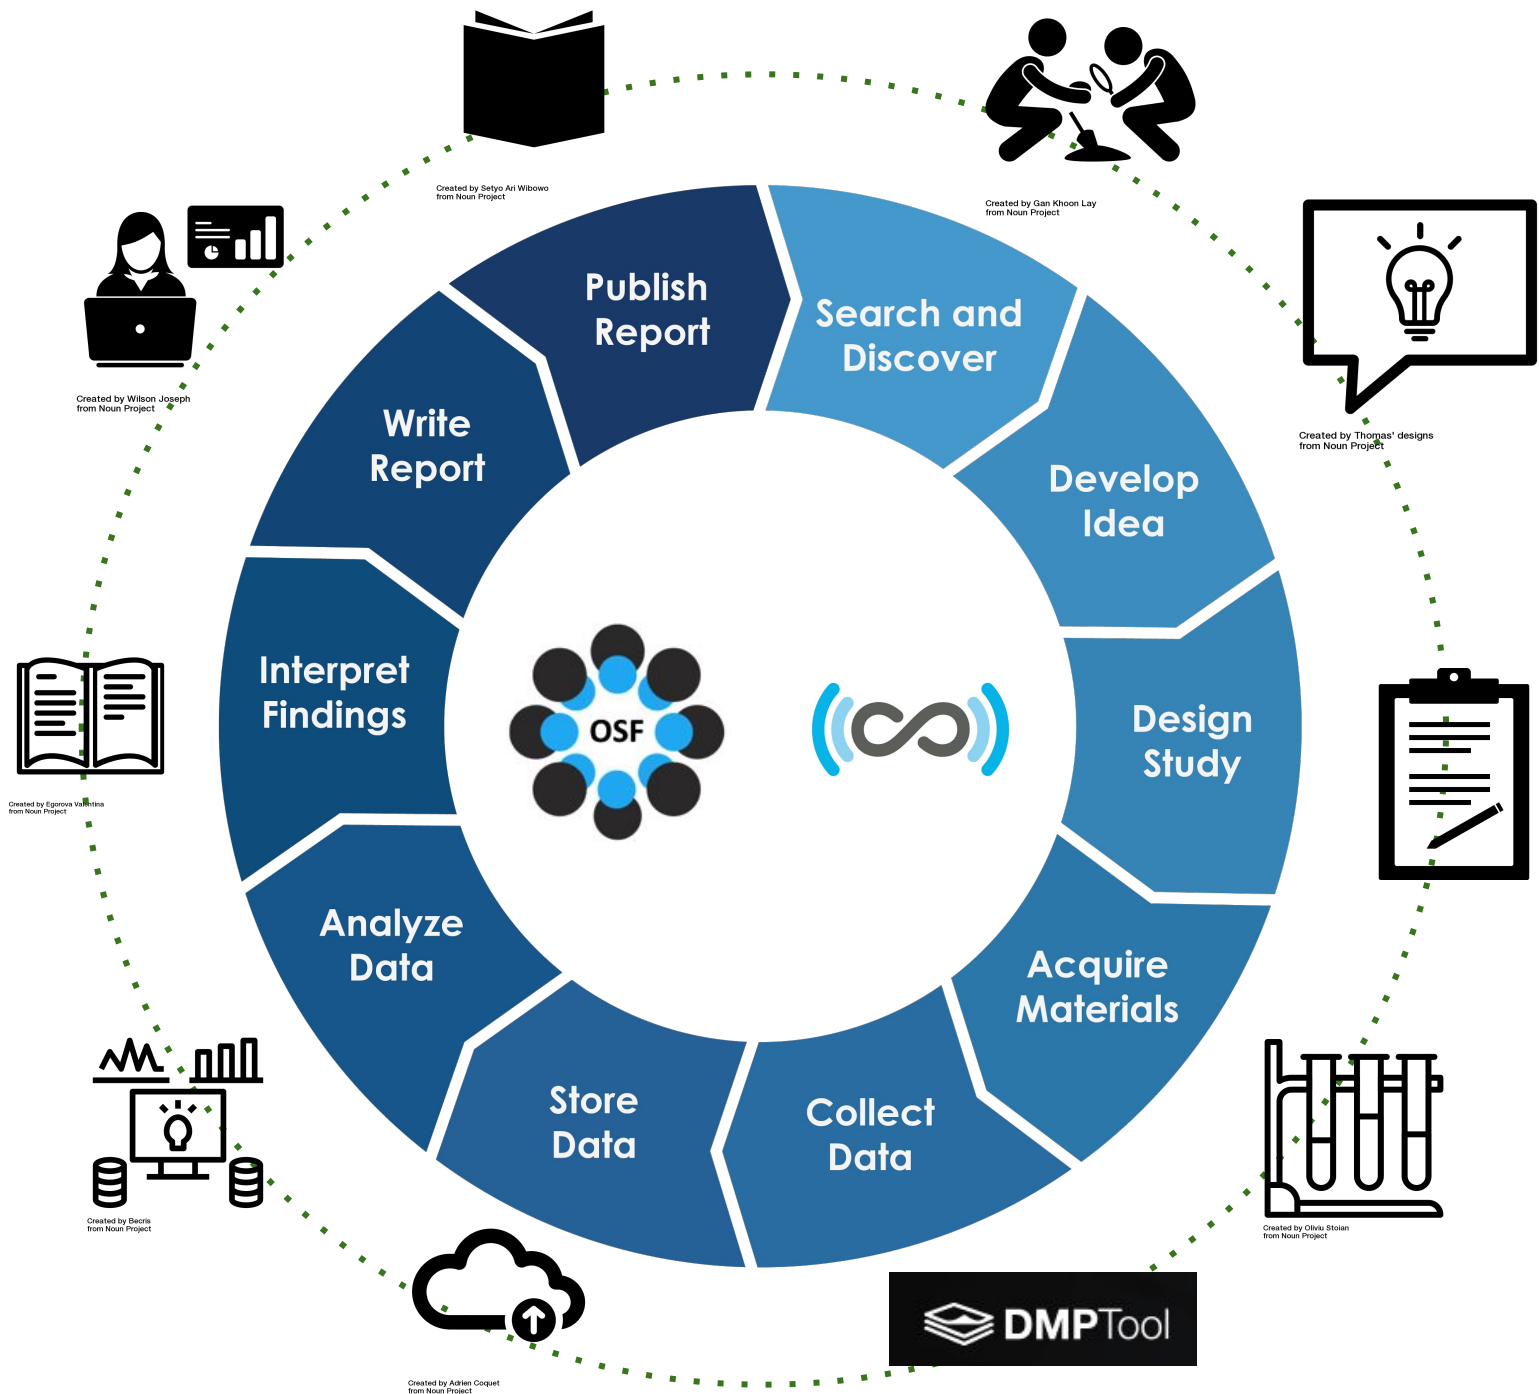 Created by Setyo Ari Wibowo
from Noun Project
Created by Gan Khoon Lay
from Noun Project
Created by Thomas' designs
from Noun Project
Created by Wilson Joseph
from Noun Project
Publish
Report
Search and
Discover
Develop
Idea
Design
Study
Acquire
Materials
Collect
Data
Store
Data
Analyze
Data
Interpret
Findings
Write
Report
OSF
Created by Egorova Valentina
from Noun Project
Created by Becris
from Noun Project
Created by Oliviu Stoian
from Noun Project
DMPTool
Created by Adrien Coquet
from Noun Project